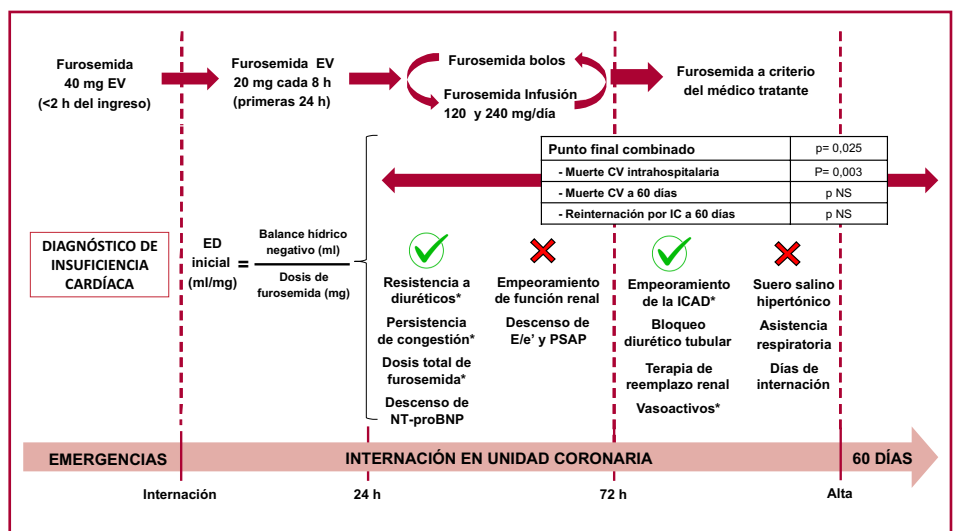 Furosemida
40 mg EV
(<2 h del ingreso)
Furosemida EV
20 mg cada 8 h
(primeras 24 h)
Furosemida bolos
Furosemida Infusión
120 y 240 mg/día
Furosemida a criterio
del médico tratante
Punto final combinado p= 0,025
- Muerte CV intrahospitalaria P= 0,003
- Muerte CV a 60 días p NS
- Reinternación por IC a 60 días p NS
DIAGNÓSTICO DE
INSUFICIENCIA
CARDÍACA
ED
inicial
(ml/mg)
=
Balance hídrico
negativo (ml)
Dosis de
furosemida (mg)
Resistencia a
diuréticos*
Persistencia
de congestión*
Dosis total de
furosemida*
Descenso de
NT-proBNP
Empeoramiento
de función renal
Descenso de
E/e' y PSAP
Empeoramiento
de la ICAD*
Bloqueo
diurético tubular
Terapia de
reemplazo renal
Vasoactivos*
Suero salino
hipertónico
Asistencia
respiratoria
Días de
internación
EMERGENCIAS
INTERNACIÓN EN UNIDAD CORONARIA
60 DÍAS
Internación
24 h
72 h
Alta